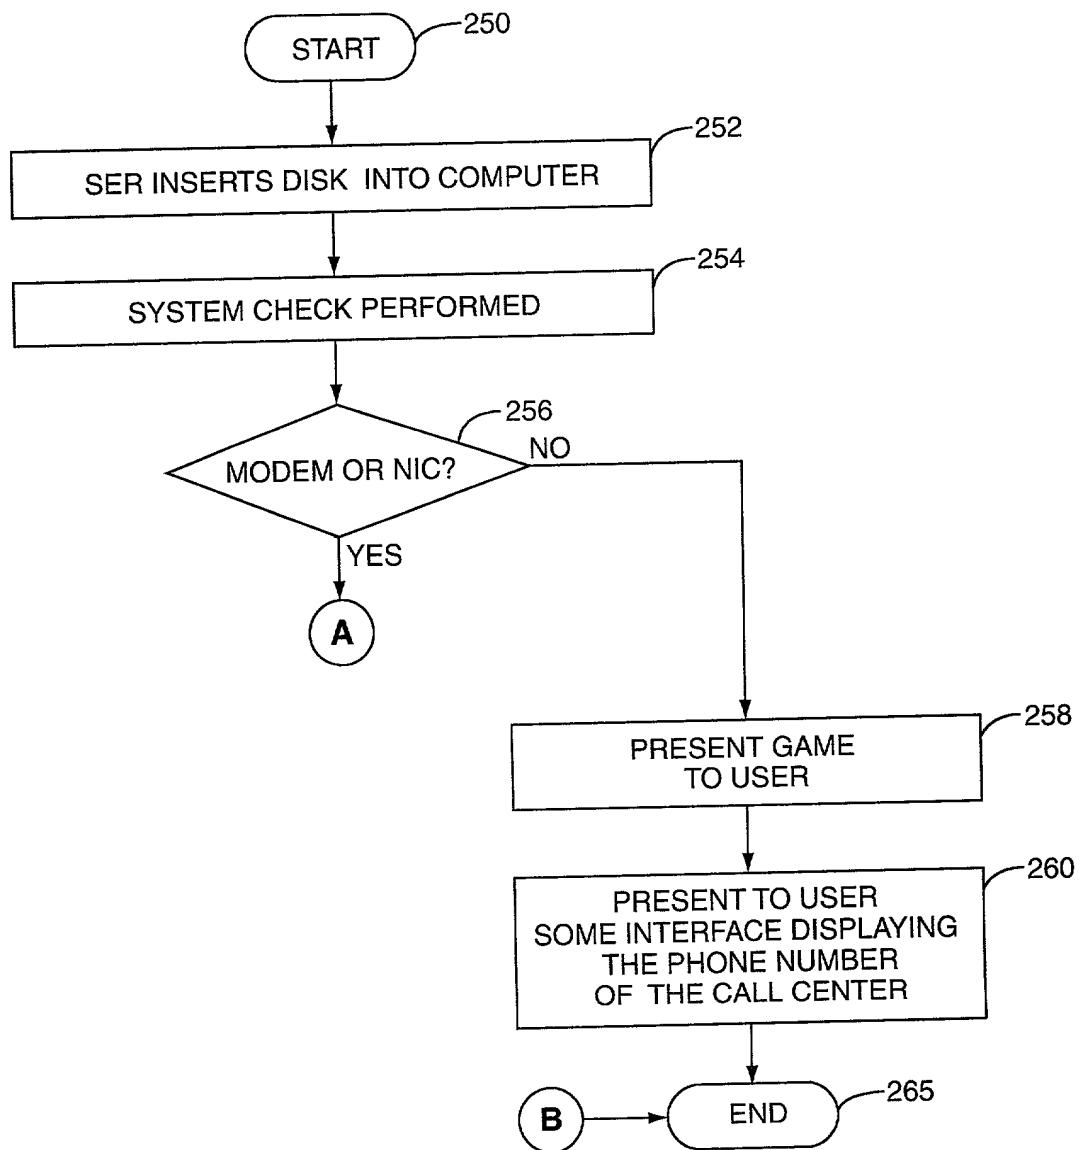 START
250
SER INSERTS DISK INTO COMPUTER
252
SYSTEM CHECK PERFORMED
254
MODEM OR NIC?
256
NO
YES
A
PRESENT GAME
TO USER
258
PRESENT TO USER
SOME INTERFACE DISPLAYING
THE PHONE NUMBER
OF THE CALL CENTER
260
B
END
265